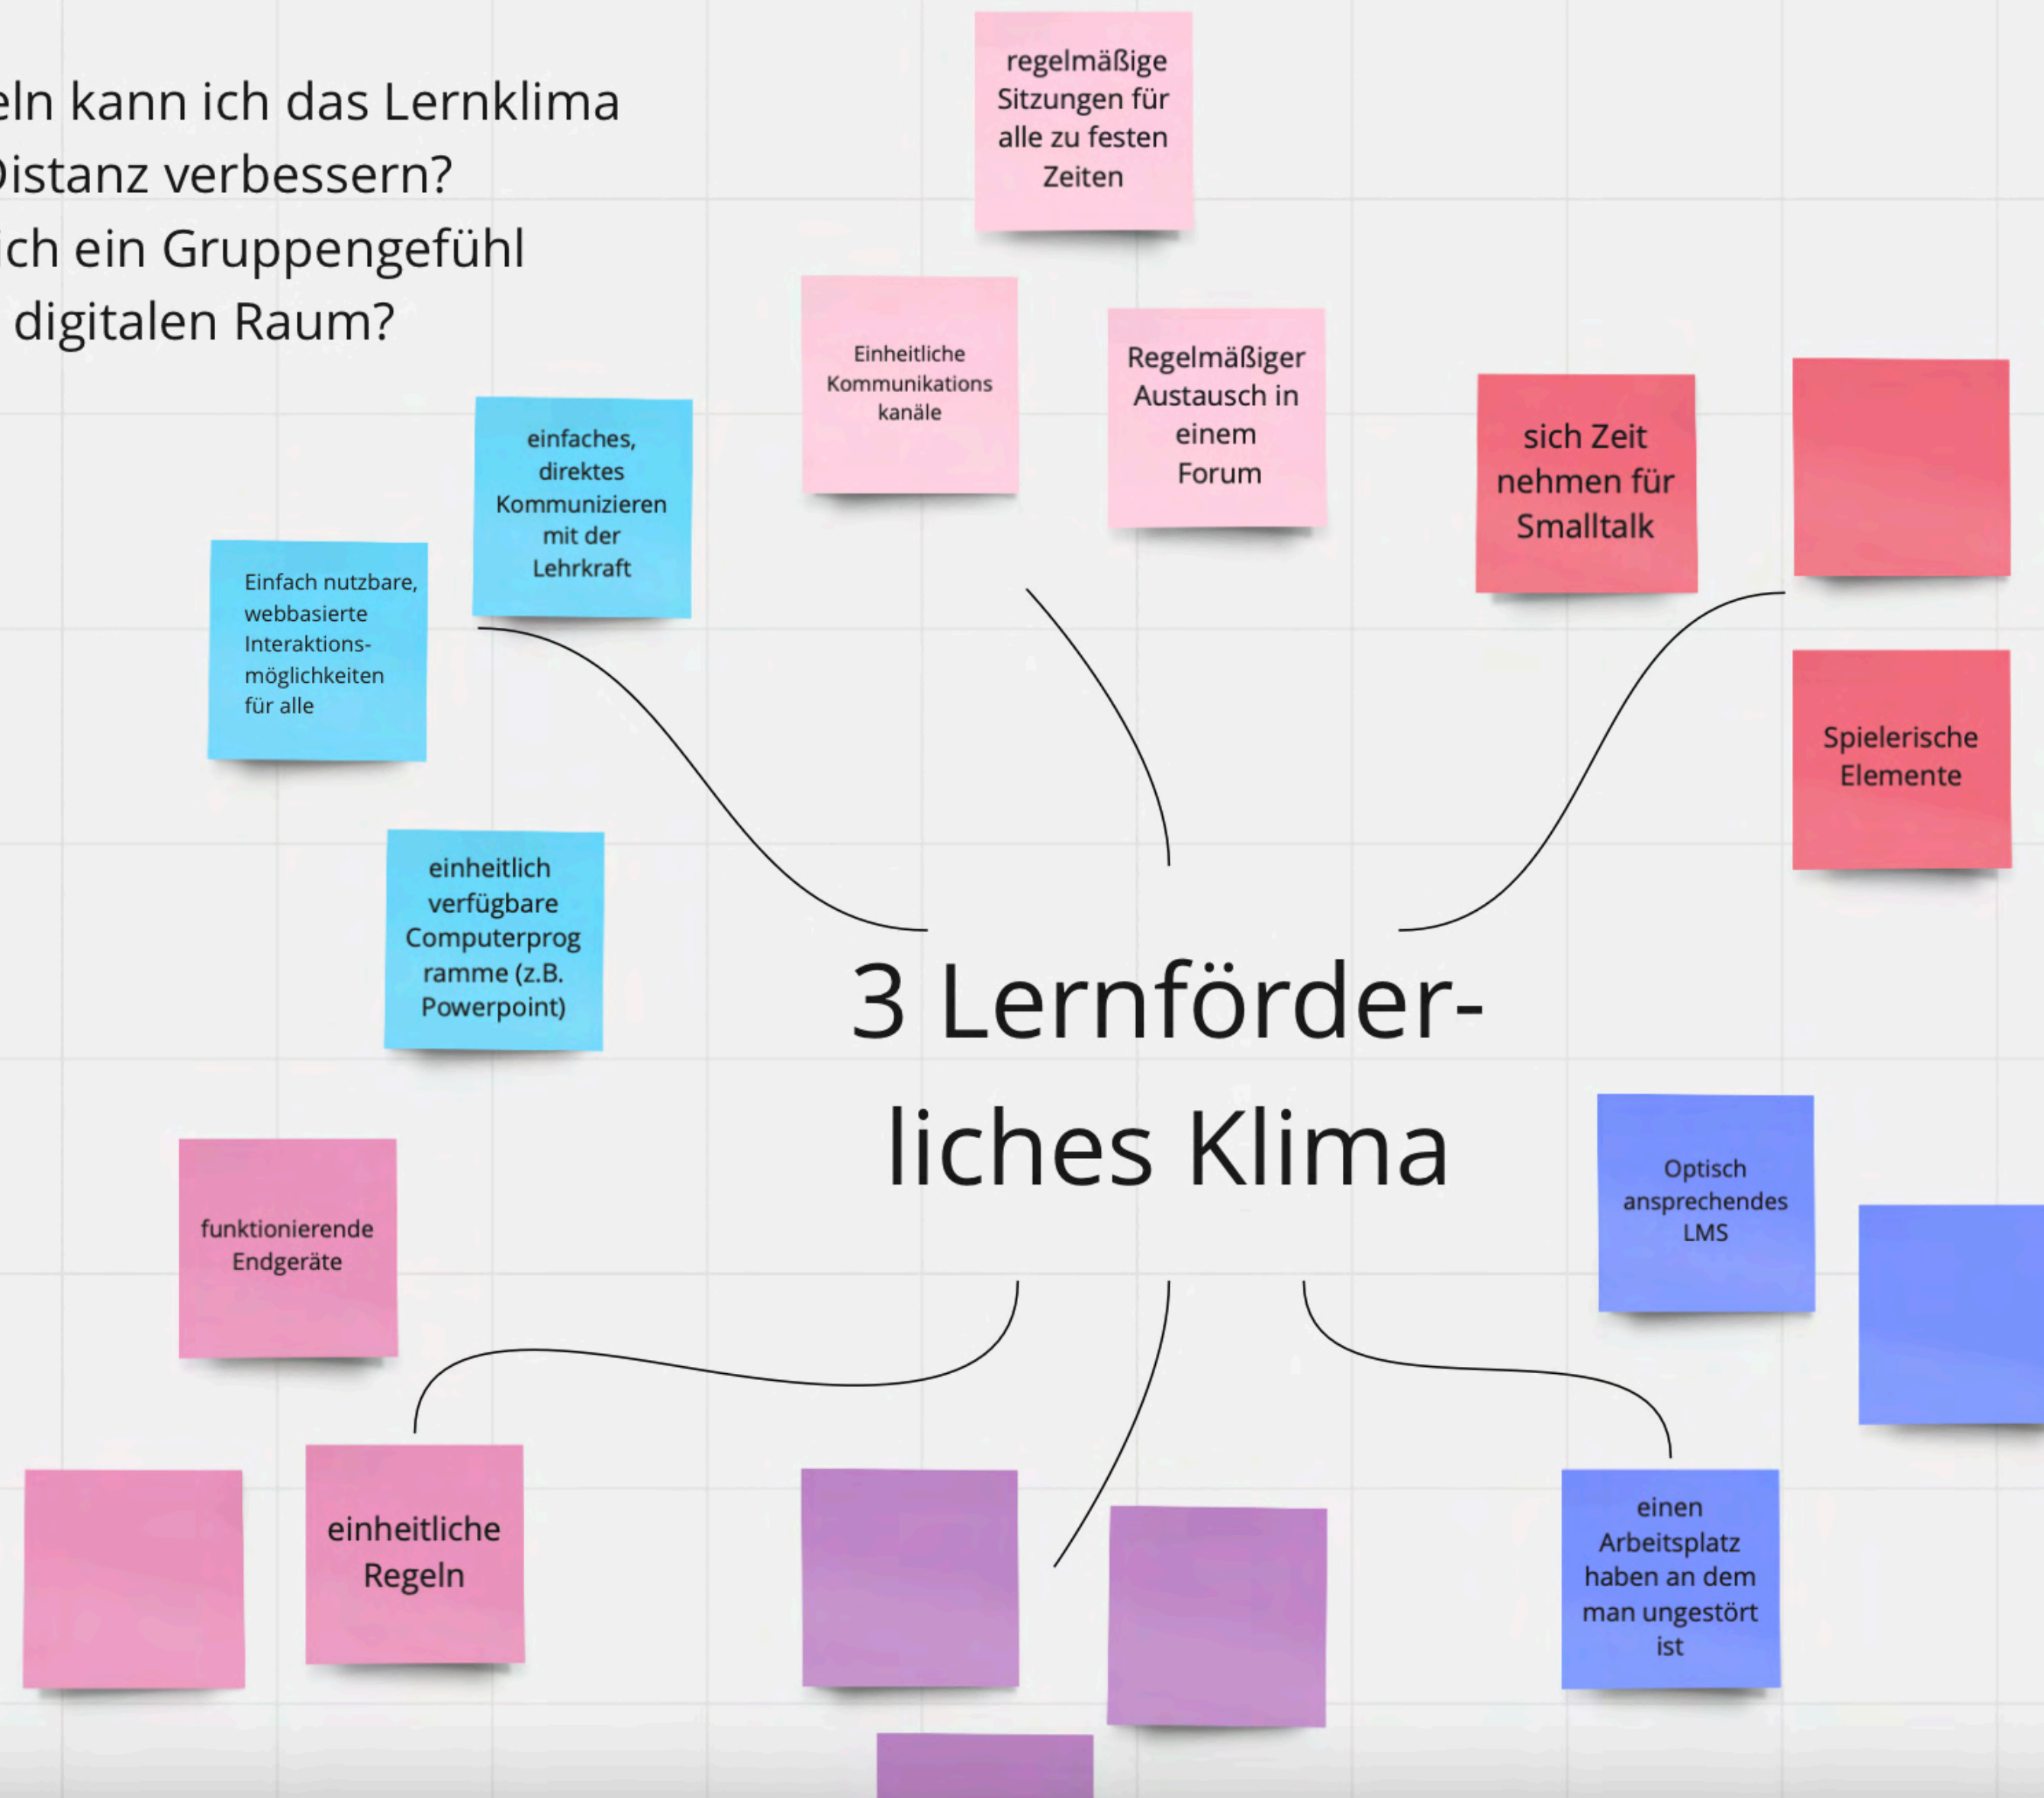 eln kann ich das Lernklima
Distanz verbessern?
ich ein Gruppengefühl
digitalen Raum?
regelmäßige
Sitzungen für
alle zu festen
Zeiten
Einheitliche
Kommunikations
kanäle
Regelmäßiger
Austausch in
einem
Forum
sich Zeit
nehmen für
Smalltalk
einfaches,
direktes
Kommunizieren
mit der
Lehrkraft
Einfach nutzbare,
webbasierte
Interaktions-
möglichkeiten
für alle
Spielerische
Elemente
einheitlich
verfügbare
Computerprog
ramme (z.B.
Powerpoint)
3 Lernförder-
liches Klima
funktionierende
Endgeräte
Optisch
ansprechendes
LMS
einheitliche
Regeln
einen
Arbeitsplatz
haben an dem
man ungestört
ist